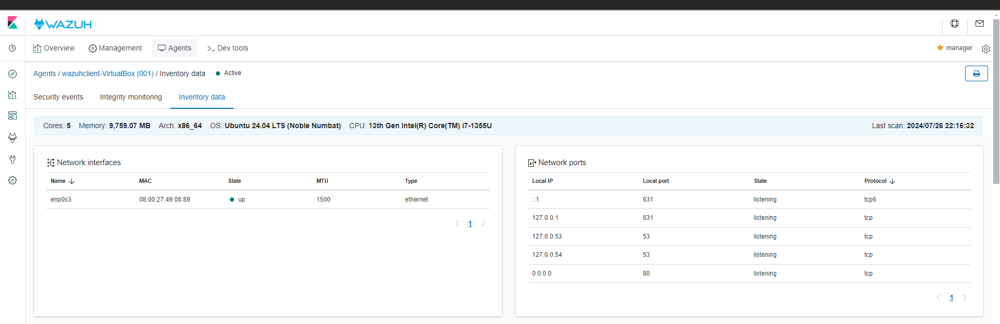 WAZUH
Overview Management Agents >_ Dev tools manager
Agents / wazuhclient-VirtualBox (001) / Inventory data Active
Security events Integrity monitoring Inventory data
Cores: 5 Memory: 9,759.07 MB Arch: x86_64 OS: Ubuntu 24.04 LTS (Noble Numbat) CPU: 13th Gen Intel(R) Core(TM) i7-1355U Last scan: 2024/07/26 22:16:32
Network interfaces
Name MAC State MTU Type
enp0s3 08:00:27:49:08:89 up 1500 ethernet
1
Network ports
Local IP Local port State Protocol
::1 631 listening tcp6
127.0.0.1 631 listening tcp
127.0.0.53 53 listening tcp
127.0.0.54 53 listening tcp
0.0.0.0 80 listening tcp
1